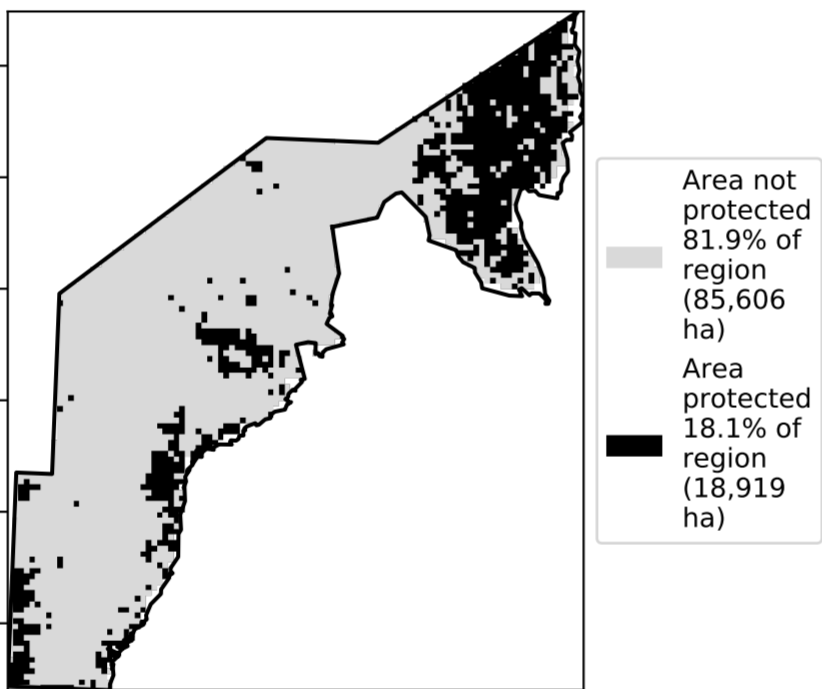 Area not
protected
81.9% of
region
(85,606
ha)
Area
protected
18.1% of
region
(18,919
ha)